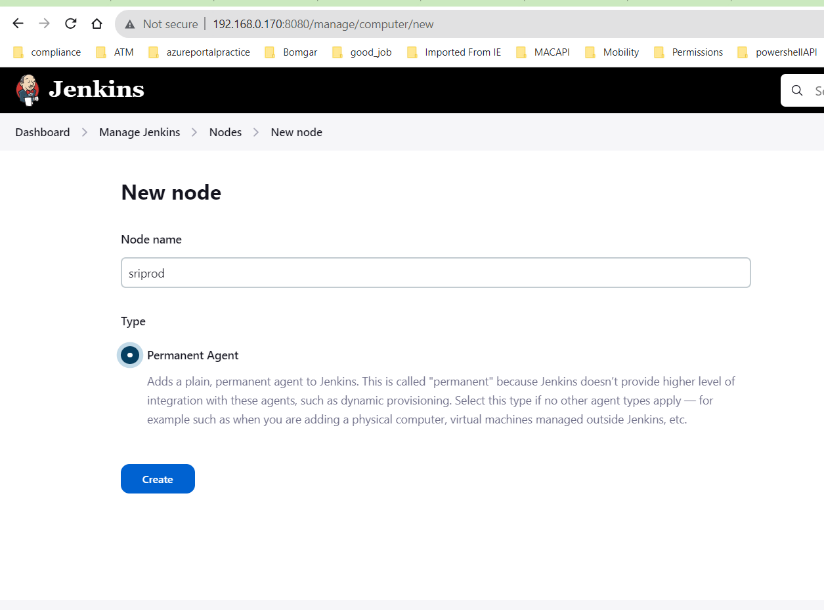 Not secure | 192.168.0.170:8080/manage/computer/new
compliance ATM azureportalpractice Bomgar good_job Imported From IE MACAPI Mobility Permissions powershellAPI
Jenkins
Dashboard > Manage Jenkins > Nodes > New node
New node
Node name
sriprod
Type
Permanent Agent
Adds a plain, permanent agent to Jenkins. This is called "permanent" because Jenkins doesn't provide higher level of
integration with these agents, such as dynamic provisioning. Select this type if no other agent types apply — for
example such as when you are adding a physical computer, virtual machines managed outside Jenkins, etc.
Create